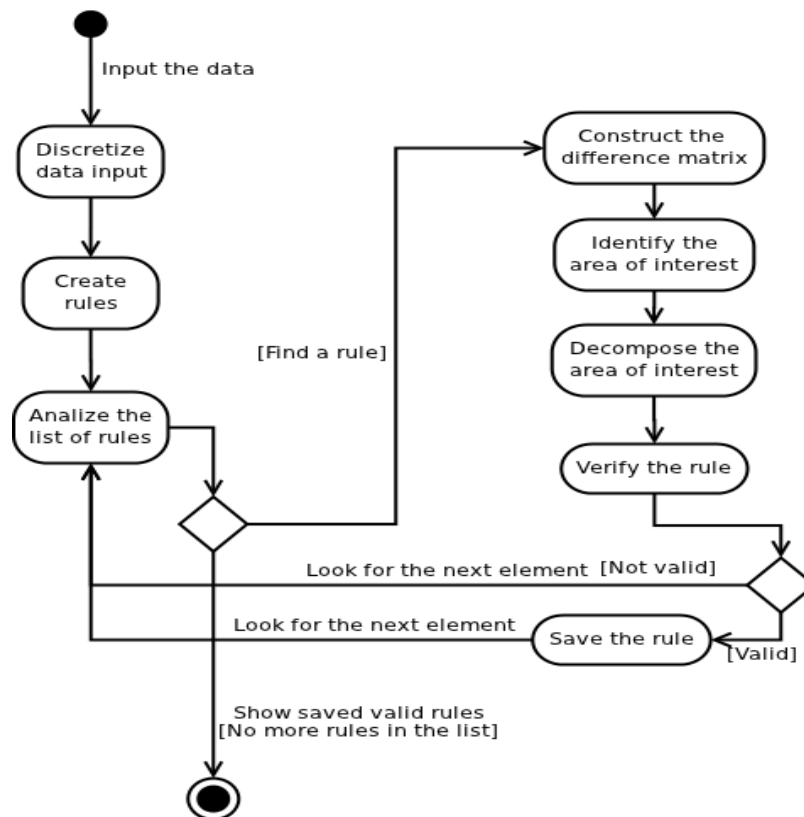 Input the data
Discretize
data input
Create
rules
Analize the
list of rules
[Find a rule]
Construct the
difference matrix
Identify the
area of interest
Decompose the
area of interest
Verify the rule
Look for the next element
[Not valid]
Look for the next element
Save the rule
[Valid]
Show saved valid rules
[No more rules in the list]